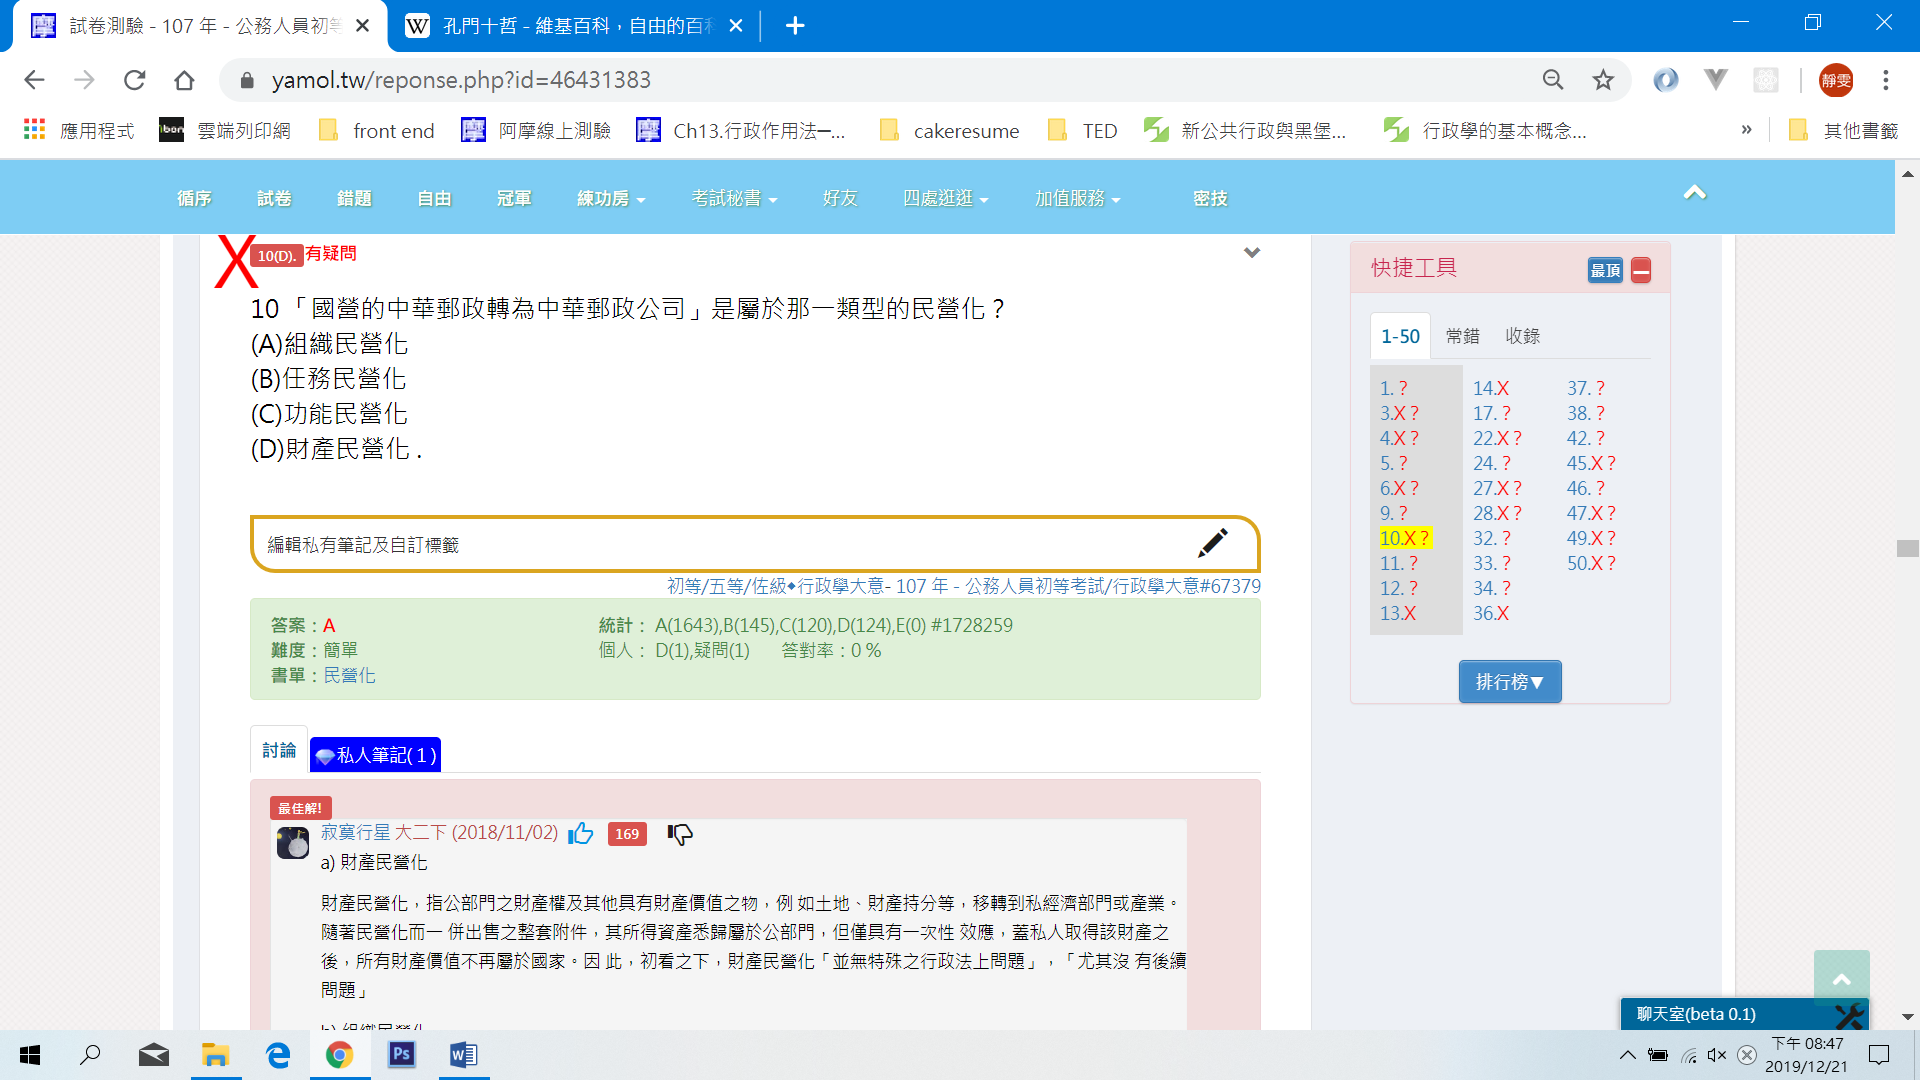 試卷測驗 - 107 年 - 公務人員初等
孔門十哲 - 維基百科，自由的百科
yamol.tw/reponse.php?id=46431383
靜雯
應用程式
ibon
雲端列印網
front end
阿摩線上測驗
Ch13.行政作用法─...
cakeresume
TED
新公共行政與黑堡...
行政學的基本概念...
»
其他書籤
循序
試卷
錯題
自由
冠軍
練功房
考試秘書
好友
四處逛逛
加值服務
密技
X 10(D). 有疑問
10 「國營的中華郵政轉為中華郵政公司」是屬於那一類型的民營化？
(A)組織民營化
(B)任務民營化
(C)功能民營化
(D)財產民營化 .
編輯私有筆記及自訂標籤
初等/五等/佐級◆行政學大意- 107 年 - 公務人員初等考試/行政學大意#67379
答案：A
難度：簡單
書單：民營化
統計： A(1643),B(145),C(120),D(124),E(0) #1728259
個人： D(1),疑問(1) 答對率：0 %
討論
私人筆記( 1 )
最佳解!
寂寞行星 大二下 (2018/11/02) 169
a) 財產民營化
財產民營化，指公部門之財產權及其他具有財產價值之物，例 如土地、財產持分等，移轉到私經濟部門或產業。
隨著民營化而一 併出售之整套附件，其所得資產悉歸屬於公部門，但僅具有一次性 效應，蓋私人取得該財產之
後，所有財產價值不再屬於國家。因 此，初看之下，財產民營化「並無特殊之行政法上問題」，「尤其沒 有後續
問題」
b) 組織民營化
快捷工具
最頂
1-50
常錯
收錄
1. ?
3.X ?
4.X ?
5. ?
6.X ?
9. ?
10.X ?
11. ?
12. ?
13.X
14.X
17. ?
22.X ?
24. ?
27.X ?
28.X ?
32. ?
33. ?
34. ?
36.X
37. ?
38. ?
42. ?
45.X ?
46. ?
47.X ?
49.X ?
50.X ?
排行榜▼
聊天室(beta 0.1)
下午 08:47
2019/12/21